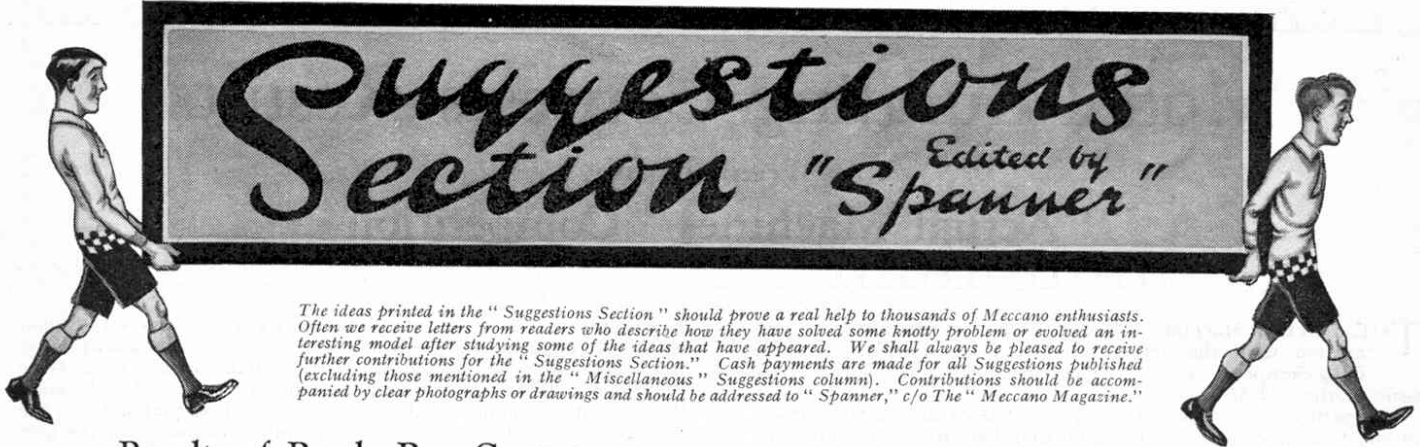 Suggestions
Section
Edited by
"Spanner"
The ideas printed in the " Suggestions Section " should prove a real help to thousands of Meccano enthusiasts.
Often we receive letters from readers who describe how they have solved some knotty problem or evolved an in-
teresting model after studying some of the ideas that have appeared. We shall always be pleased to receive
further contributions for the " Suggestions Section." Cash payments are made for all Suggestions published
(excluding those mentioned in the " Miscellaneous " Suggestions column). Contributions should be accom-
panied by clear photographs or drawings and should be addressed to " Spanner," c/o The " Meccano Magazine."